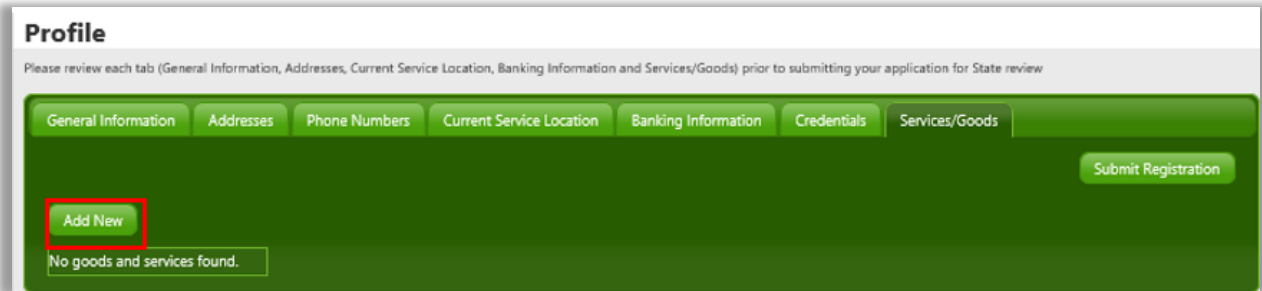 Profile
Please review each tab (General Information, Addresses, Current Service Location, Banking Information and Services/Goods) prior to submitting your application for State review
General Information Addresses Phone Numbers Current Service Location Banking Information Credentials Services/Goods
Submit Registration
Add New
No goods and services found.